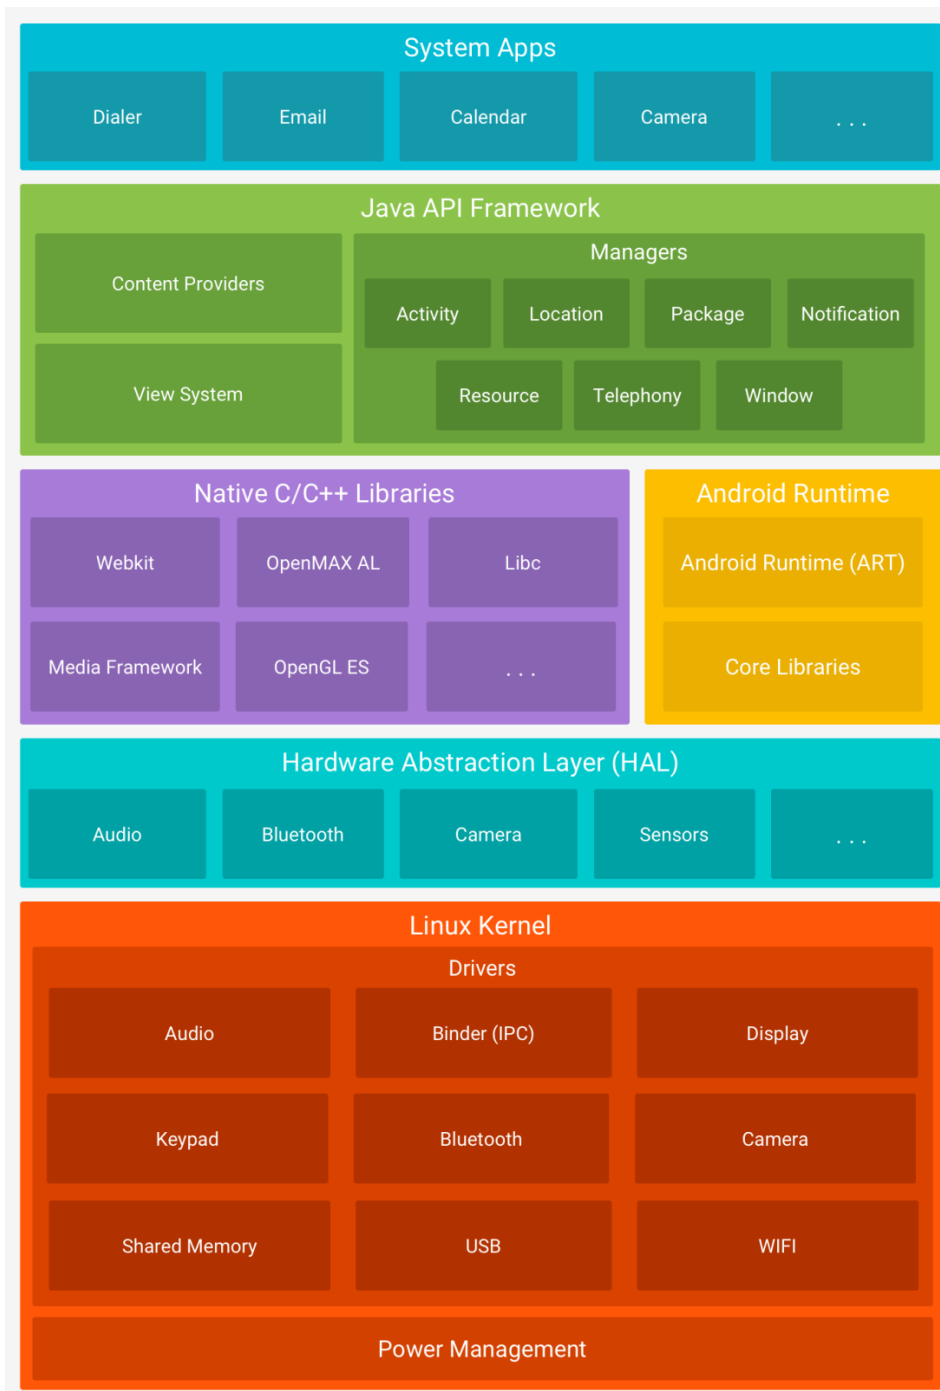 System Apps
Dialer
Email
Calendar
Camera
. . .
Java API Framework
Content Providers
View System
Managers
Activity
Location
Package
Notification
Resource
Telephony
Window
Native C/C++ Libraries
Webkit
OpenMAX AL
Libc
Media Framework
OpenGL ES
. . .
Android Runtime
Android Runtime (ART)
Core Libraries
Hardware Abstraction Layer (HAL)
Audio
Bluetooth
Camera
Sensors
. . .
Linux Kernel
Drivers
Audio
Binder (IPC)
Display
Keypad
Bluetooth
Camera
Shared Memory
USB
WIFI
Power Management